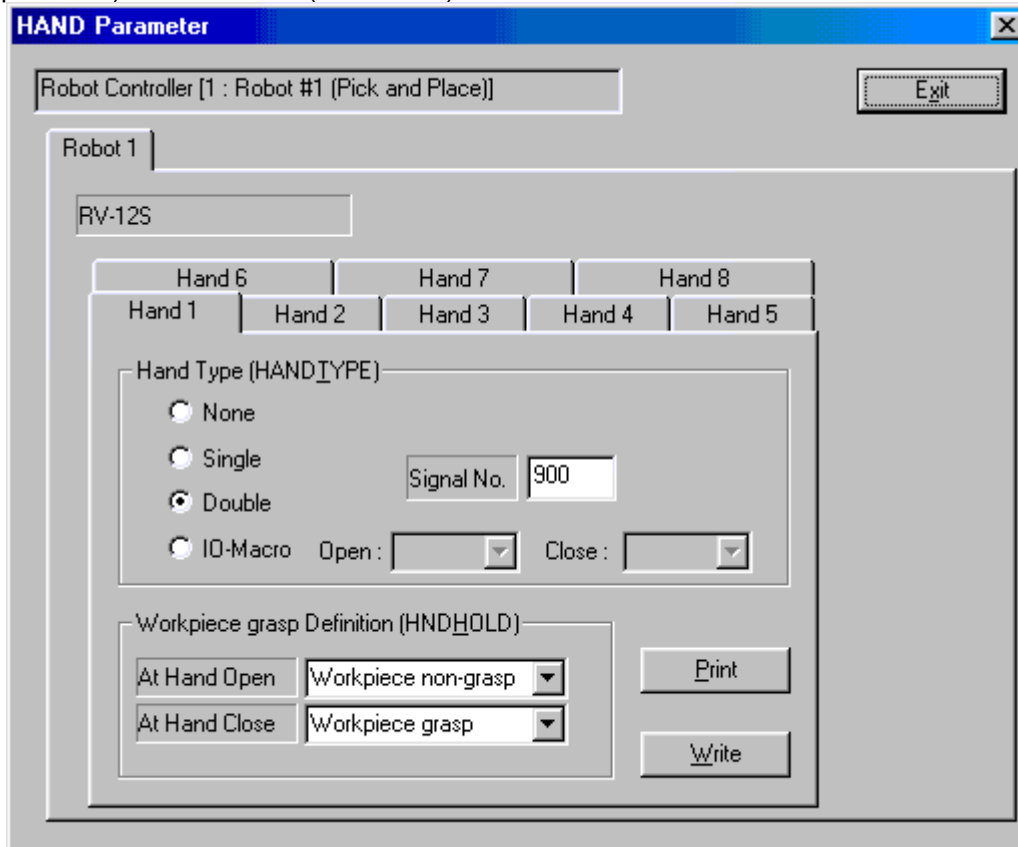 HAND Parameter
Robot Controller [1 : Robot #1 (Pick and Place)]
Exit
Robot 1
RV-12S
Hand 6 Hand 7 Hand 8
Hand 1 Hand 2 Hand 3 Hand 4 Hand 5
Hand Type (HANDTYPE)
None
Single
Signal No. 900
Double
IO-Macro Open : Close :
Workpiece grasp Definition (HNDHOLD)
At Hand Open Workpiece non-grasp
Print
At Hand Close Workpiece grasp
Write